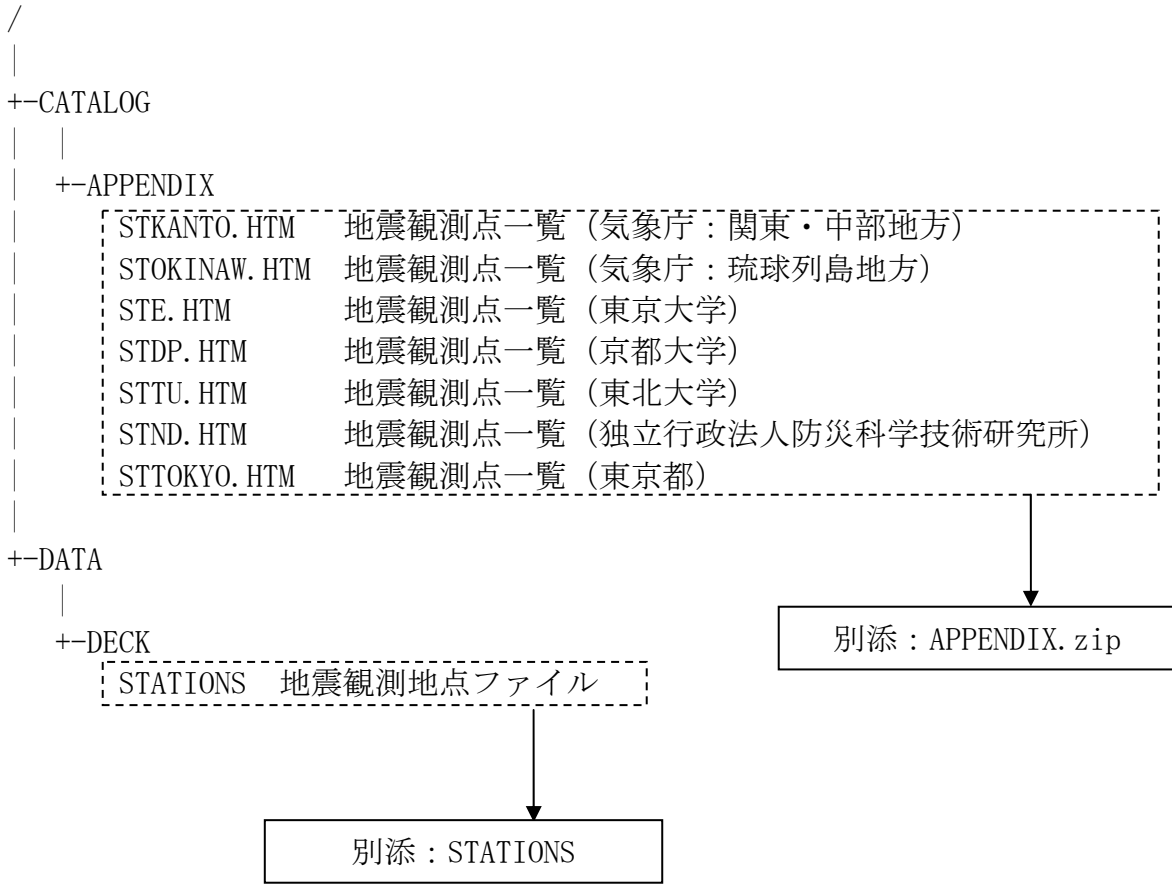 /
|
+-CATALOG
|  |
|  +-APPENDIX
|     STKANTO.HTM  地震観測点一覧（気象庁：関東・中部地方）
|     STOKINAW.HTM 地震観測点一覧（気象庁：琉球列島地方）
|     STE.HTM      地震観測点一覧（東京大学）
|     STDP.HTM     地震観測点一覧（京都大学）
|     STTU.HTM     地震観測点一覧（東北大学）
|     STND.HTM     地震観測点一覧（独立行政法人防災科学技術研究所）
|     STTOKYO.HTM  地震観測点一覧（東京都）
|
+-DATA
   |
   +-DECK
      STATIONS 地震観測地点ファイル
別添：APPENDIX.zip
別添：STATIONS